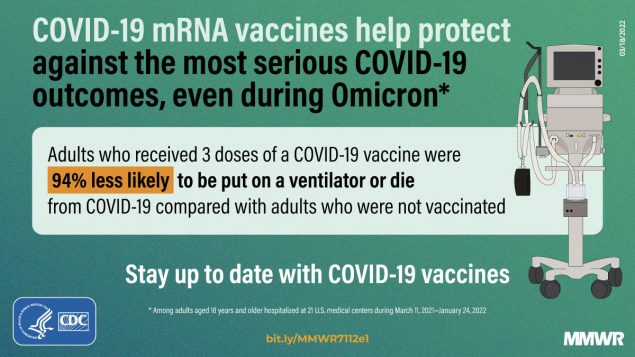 COVID-19 mRNA vaccines help protect
against the most serious COVID-19
outcomes, even during Omicron*
03/18/2022
Adults who received 3 doses of a COVID-19 vaccine were
94% less likely to be put on a ventilator or die
from COVID-19 compared with adults who were not vaccinated
Stay up to date with COVID-19 vaccines
* Among adults aged 18 years and older hospitalized at 21 U.S. medical centers during March 11, 2021–January 24, 2022
CDC
bit.ly/MMWR7112e1
MMWR